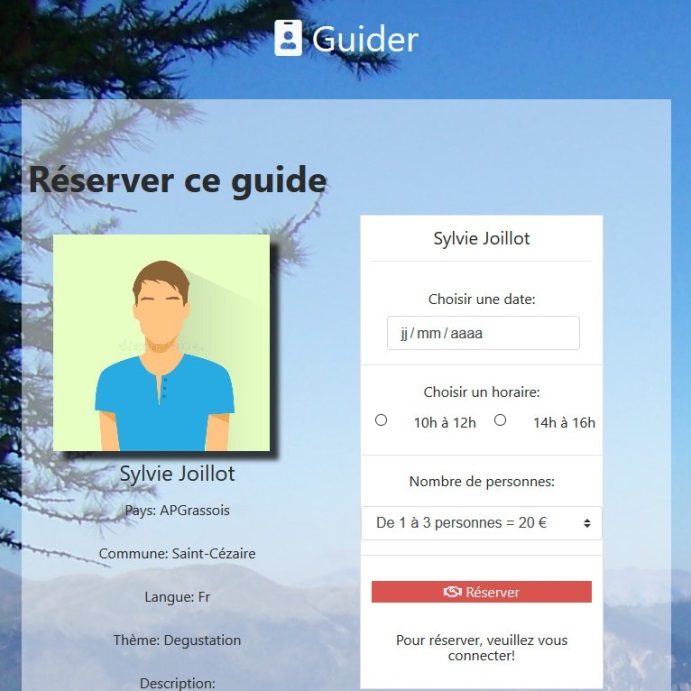 Guider
Réserver ce guide
Sylvie Joillot
Pays: APGrassois
Commune: Saint-Cézaire
Langue: Fr
Thème: Degustation
Description:
Sylvie Joillot
Choisir une date:
jj / mm / aaaa
Choisir un horaire:
10h à 12h 14h à 16h
Nombre de personnes:
De 1 à 3 personnes = 20 €
Réserver
Pour réserver, veuillez vous
connecter!